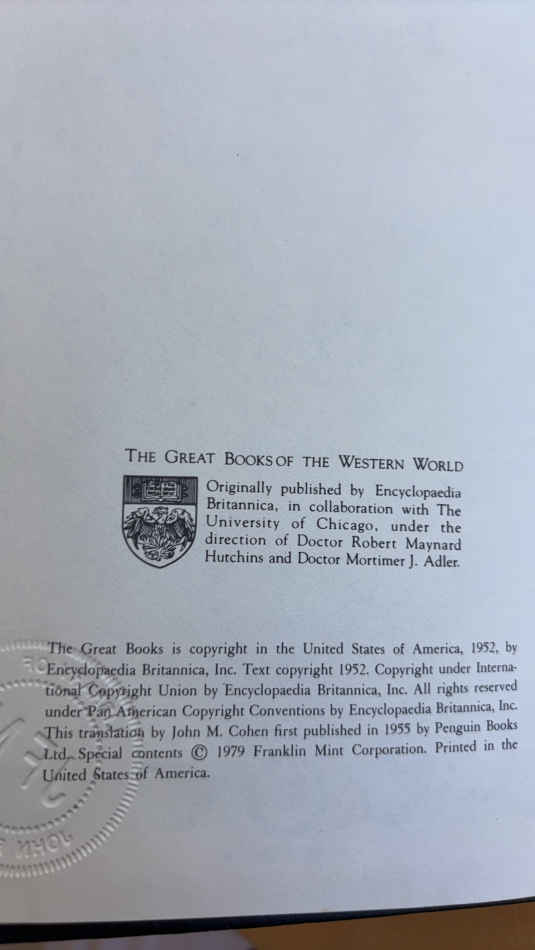 THE GREAT BOOKS OF THE WESTERN WORLD
Originally published by Encyclopaedia
Britannica, in collaboration with The
University of Chicago, under the
direction of Doctor Robert Maynard
Hutchins and Doctor Mortimer J. Adler.
The Great Books is copyright in the United States of America, 1952, by
Encyclopaedia Britannica, Inc. Text copyright 1952. Copyright under Interna-
tional Copyright Union by Encyclopaedia Britannica, Inc. All rights reserved
under Pan American Copyright Conventions by Encyclopaedia Britannica, Inc.
This translation by John M. Cohen first published in 1955 by Penguin Books
Ltd. Special contents © 1979 Franklin Mint Corporation. Printed in the
United States of America.
JOHN